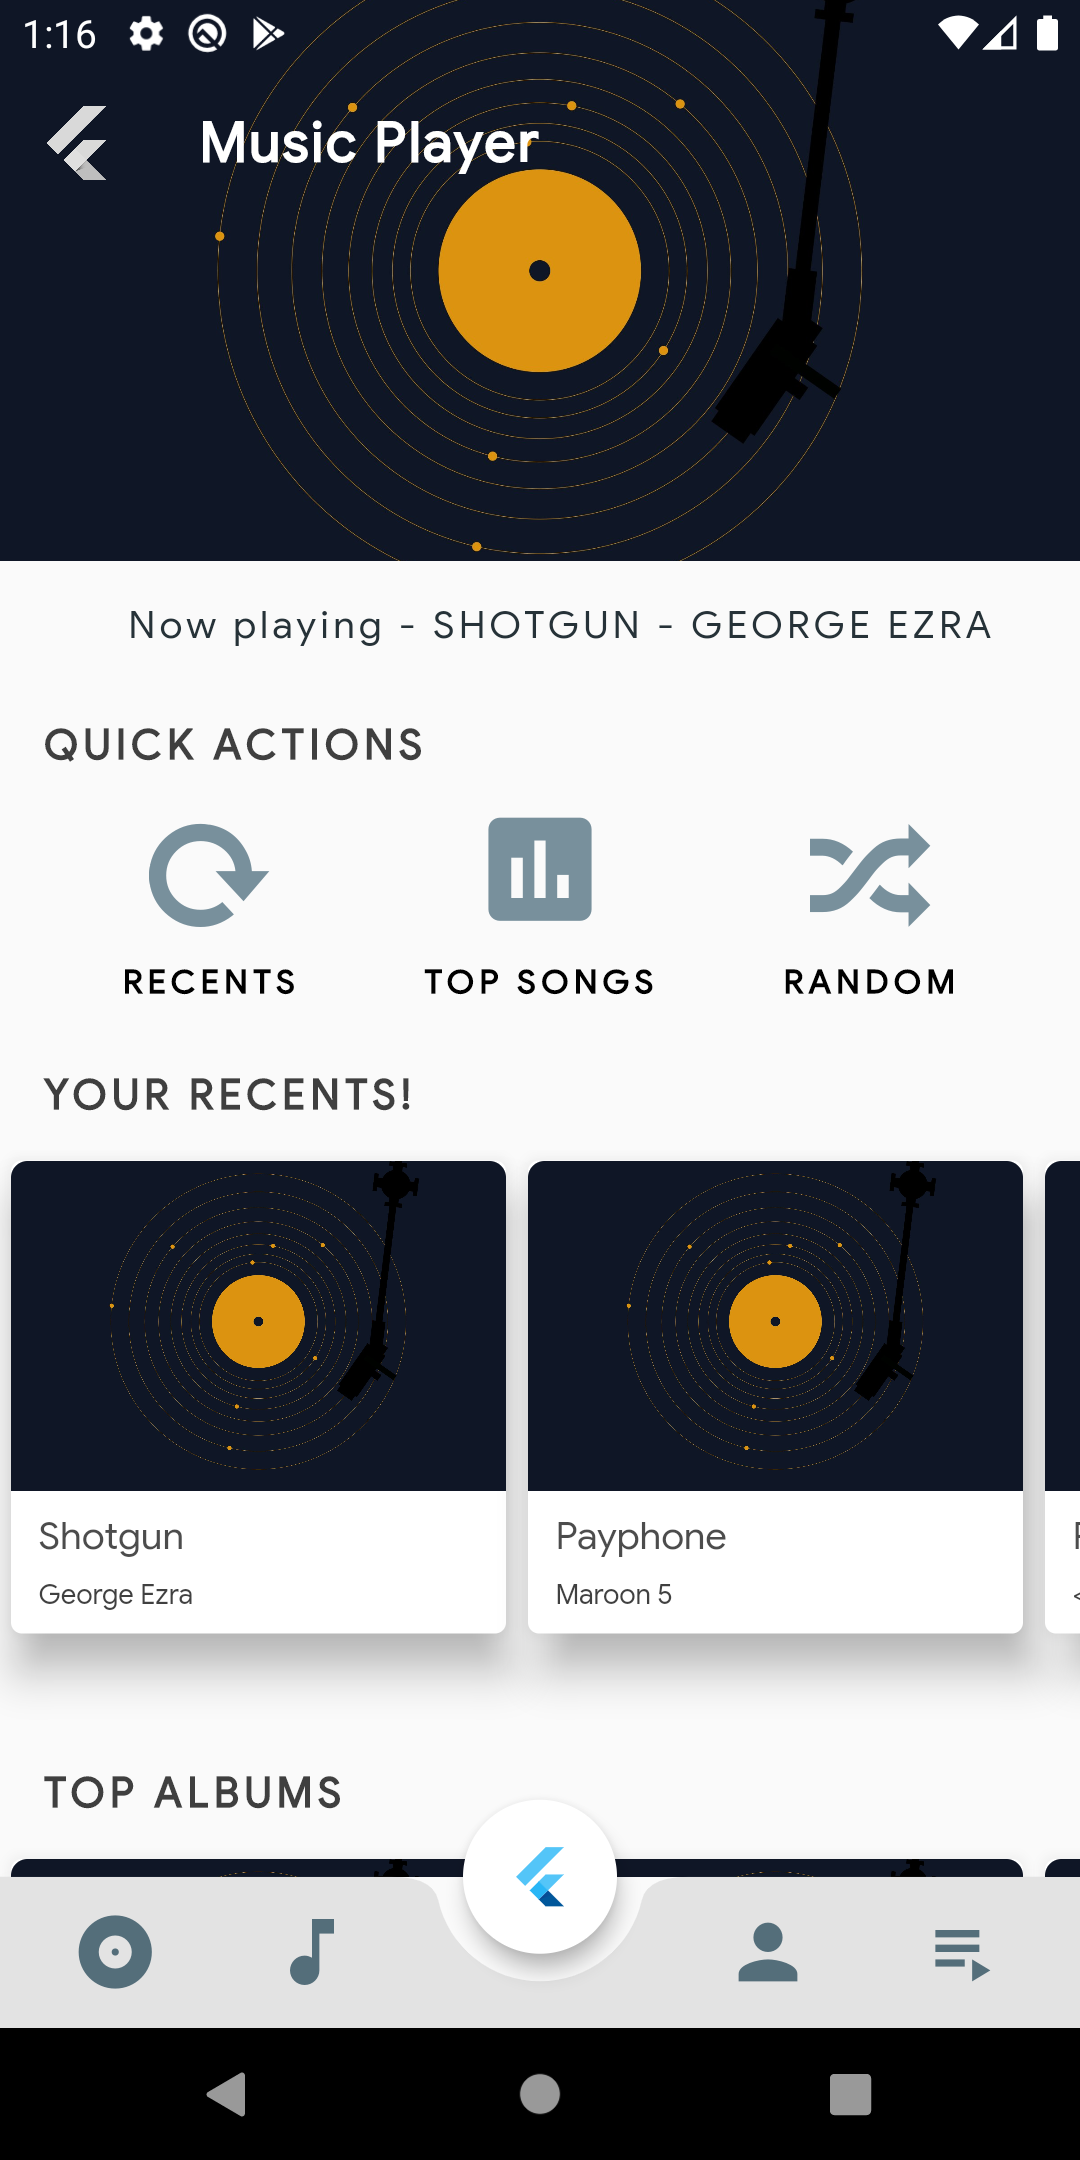 1:16
Music Player
Now playing - SHOTGUN - GEORGE EZRA
QUICK ACTIONS
RECENTS TOP SONGS RANDOM
YOUR RECENTS!
Shotgun Payphone
George Ezra Maroon 5
TOP ALBUMS